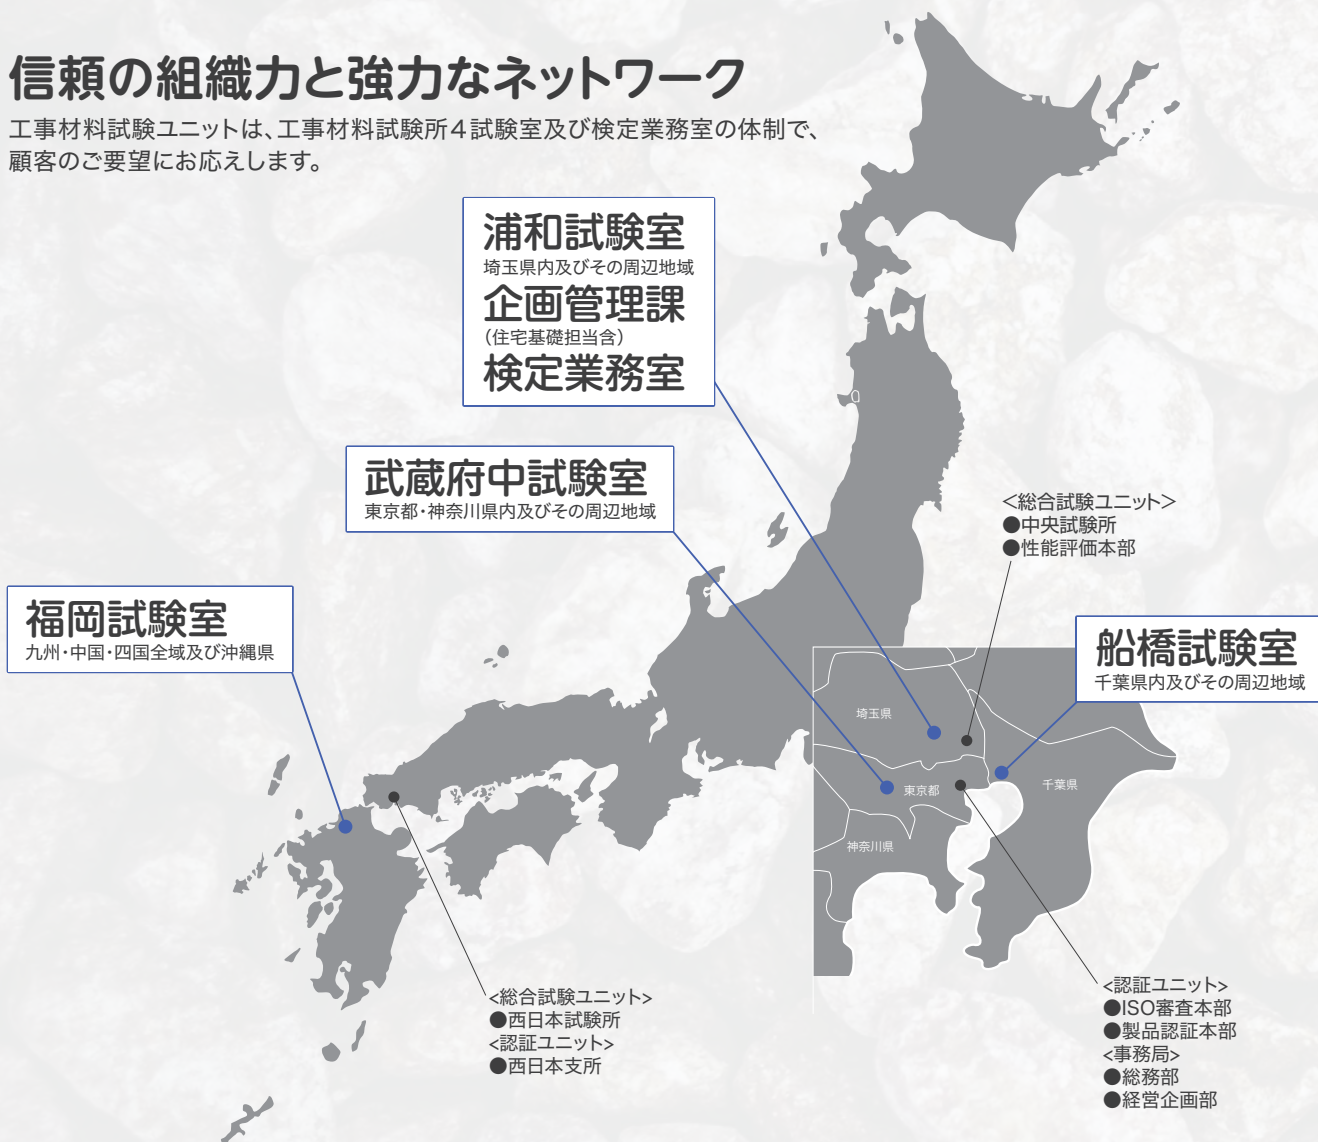 信頼の組織力と強力なネットワーク
工事材料試験ユニットは、工事材料試験所4試験室及び検定業務室の体制で、
顧客のご要望にお応えします。
浦和試験室
埼玉県内及びその周辺地域
企画管理課
(住宅基礎担当含)
検定業務室
武蔵府中試験室
東京都・神奈川県内及びその周辺地域
<総合試験ユニット>
●中央試験所
●性能評価本部
福岡試験室
九州・中国・四国全域及び沖縄県
船橋試験室
千葉県内及びその周辺地域
埼玉県
東京都
千葉県
神奈川県
<総合試験ユニット>
●西日本試験所
<認証ユニット>
●西日本支所
<認証ユニット>
●ISO審査本部
●製品認証本部
<事務局>
●総務部
●経営企画部